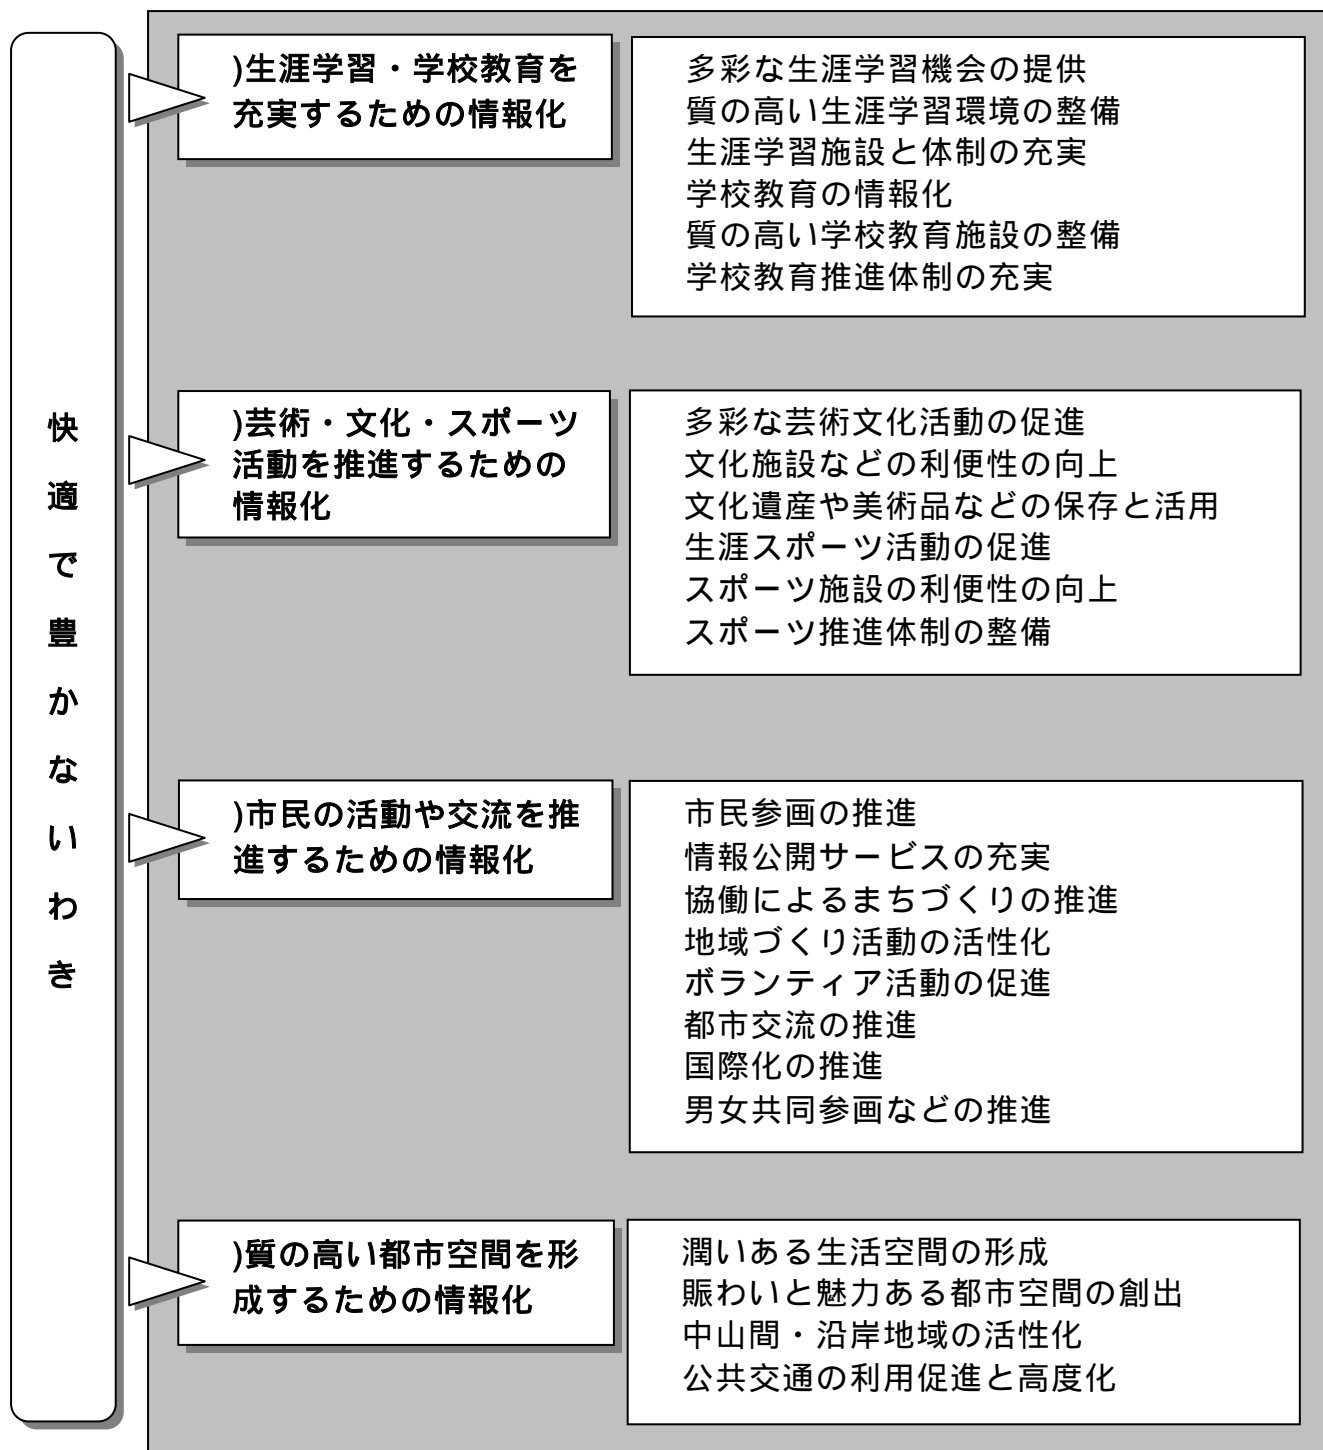 快適で豊かないわき
)生涯学習・学校教育を
充実するための情報化
多彩な生涯学習機会の提供
質の高い生涯学習環境の整備
生涯学習施設と体制の充実
学校教育の情報化
質の高い学校教育施設の整備
学校教育推進体制の充実
)芸術・文化・スポーツ
活動を推進するための
情報化
多彩な芸術文化活動の促進
文化施設などの利便性の向上
文化遺産や美術品などの保存と活用
生涯スポーツ活動の促進
スポーツ施設の利便性の向上
スポーツ推進体制の整備
)市民の活動や交流を推
進するための情報化
市民参画の推進
情報公開サービスの充実
協働によるまちづくりの推進
地域づくり活動の活性化
ボランティア活動の促進
都市交流の推進
国際化の推進
男女共同参画などの推進
)質の高い都市空間を形
成するための情報化
潤いある生活空間の形成
賑わいと魅力ある都市空間の創出
中山間・沿岸地域の活性化
公共交通の利用促進と高度化